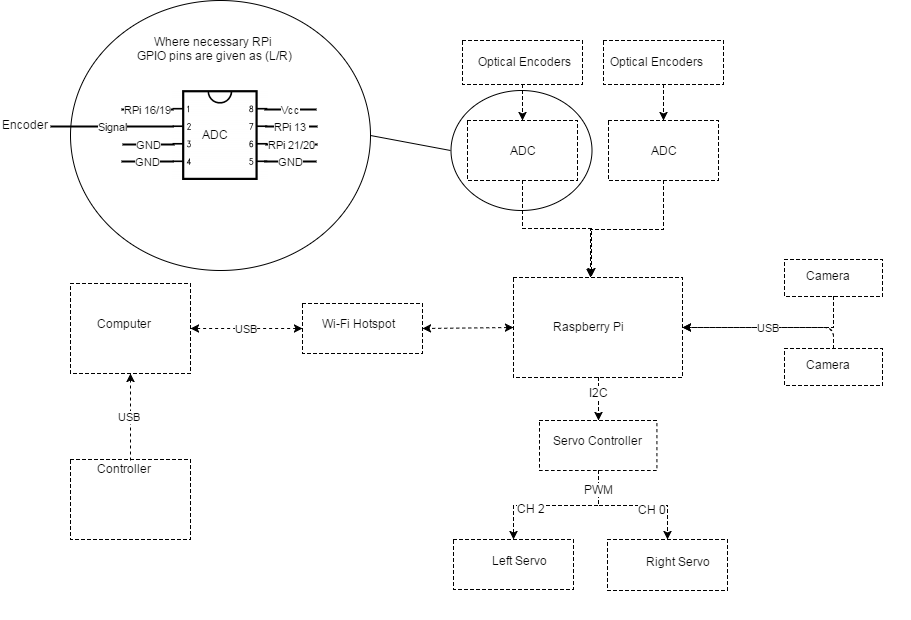 Where necessary RPi
GPIO pins are given as (L/R)
Optical Encoders
Optical Encoders
RPi 16/19
1
8
Vcc
Encoder
Signal
2
ADC
7
RPi 13
GND
3
6
RPi 21/20
GND
4
5
GND
ADC
ADC
Camera
Computer
USB
Wi-Fi Hotspot
Raspberry Pi
USB
Camera
I2C
USB
Servo Controller
Controller
PWM
CH 2
CH 0
Left Servo
Right Servo